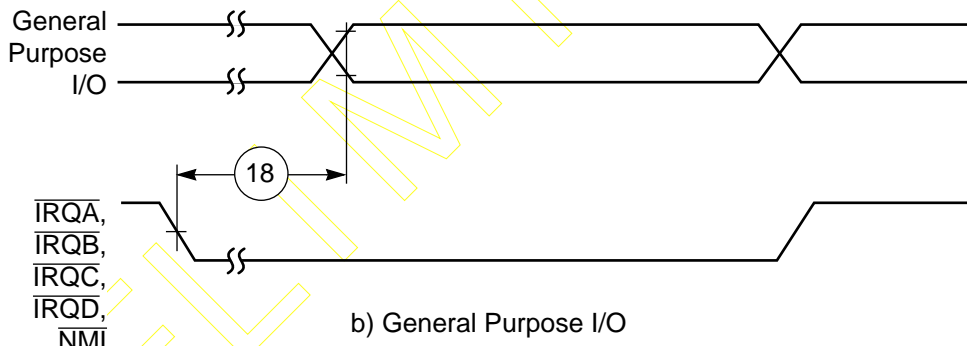 General
Purpose
I/O
18
IRQA,
IRQB,
IRQC,
IRQD,
NMI
b) General Purpose I/O